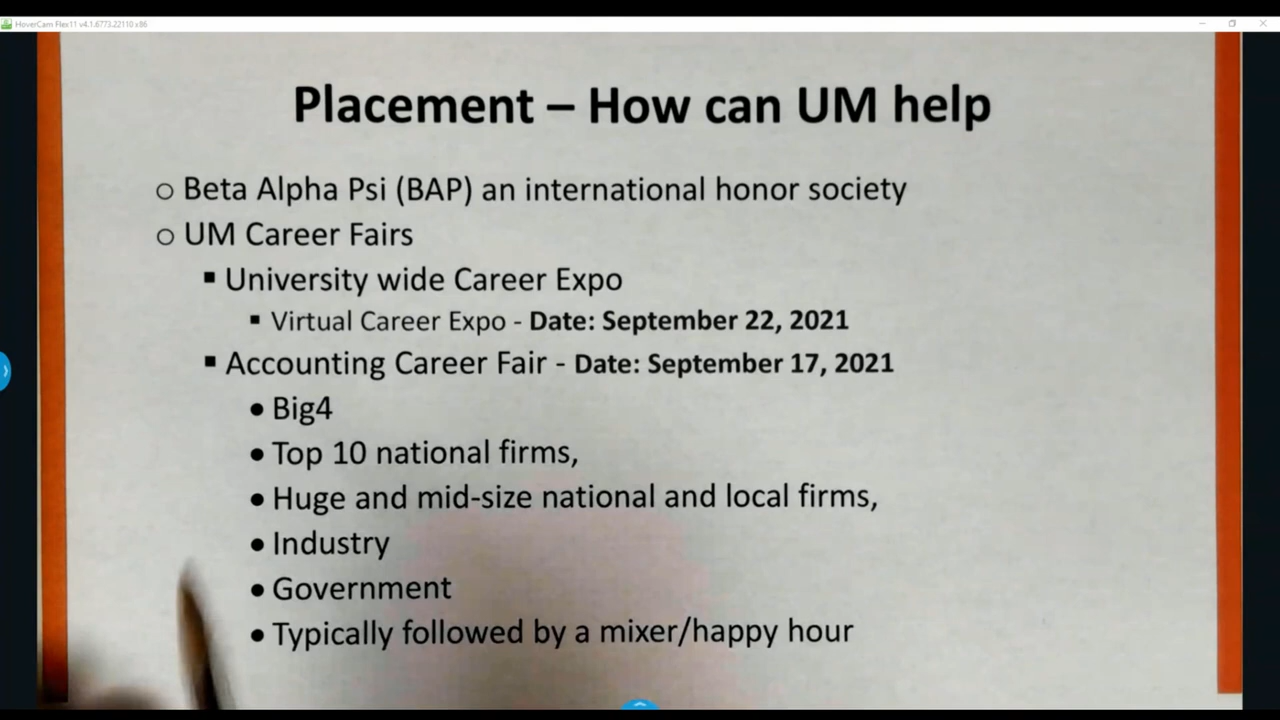 HoverCam Flex11 v4.1.6773.22110 x86
Placement – How can UM help
o Beta Alpha Psi (BAP) an international honor society
o UM Career Fairs
▪ University wide Career Expo
▪ Virtual Career Expo - Date: September 22, 2021
▪ Accounting Career Fair - Date: September 17, 2021
• Big4
• Top 10 national firms,
• Huge and mid-size national and local firms,
• Industry
• Government
• Typically followed by a mixer/happy hour